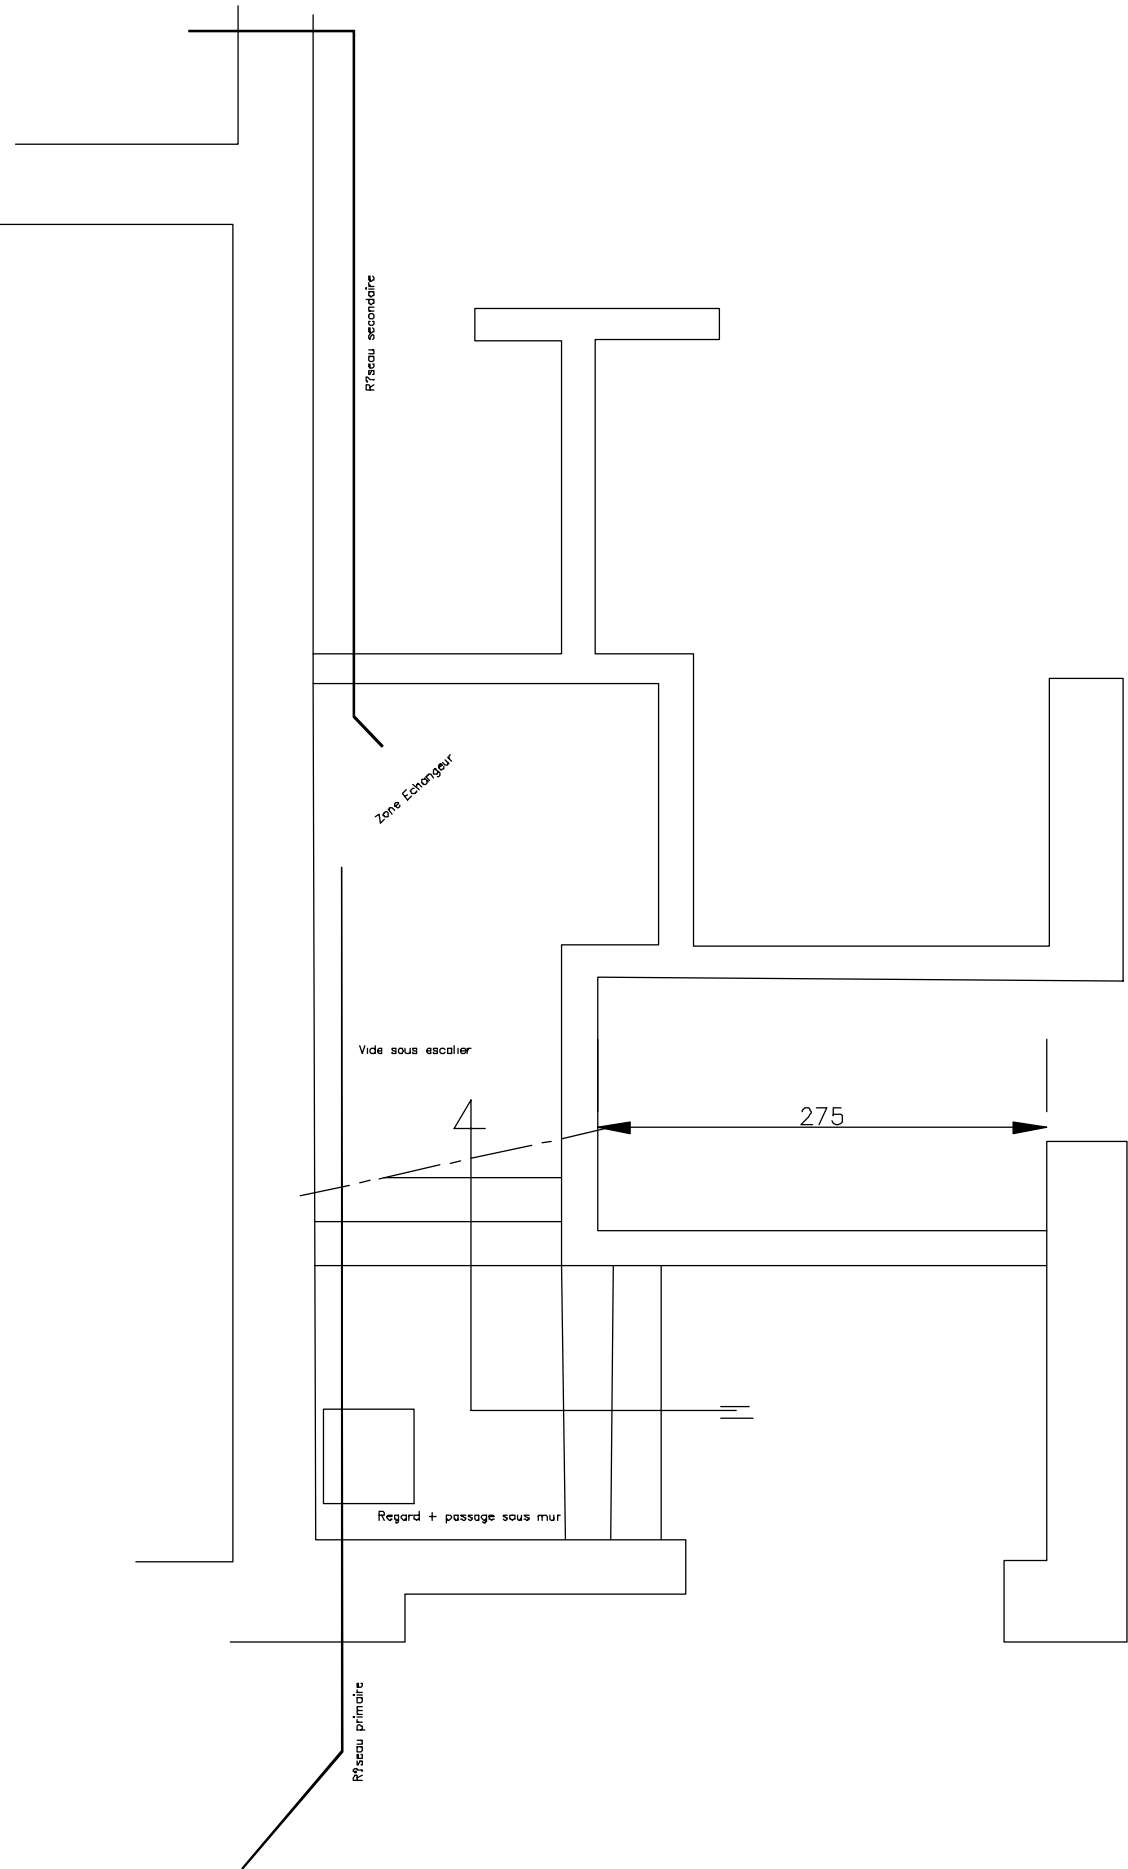 R?seau secondaire
Zone Echangeur
Vide sous escalier
275
Regard + passage sous mur
R?seau primaire